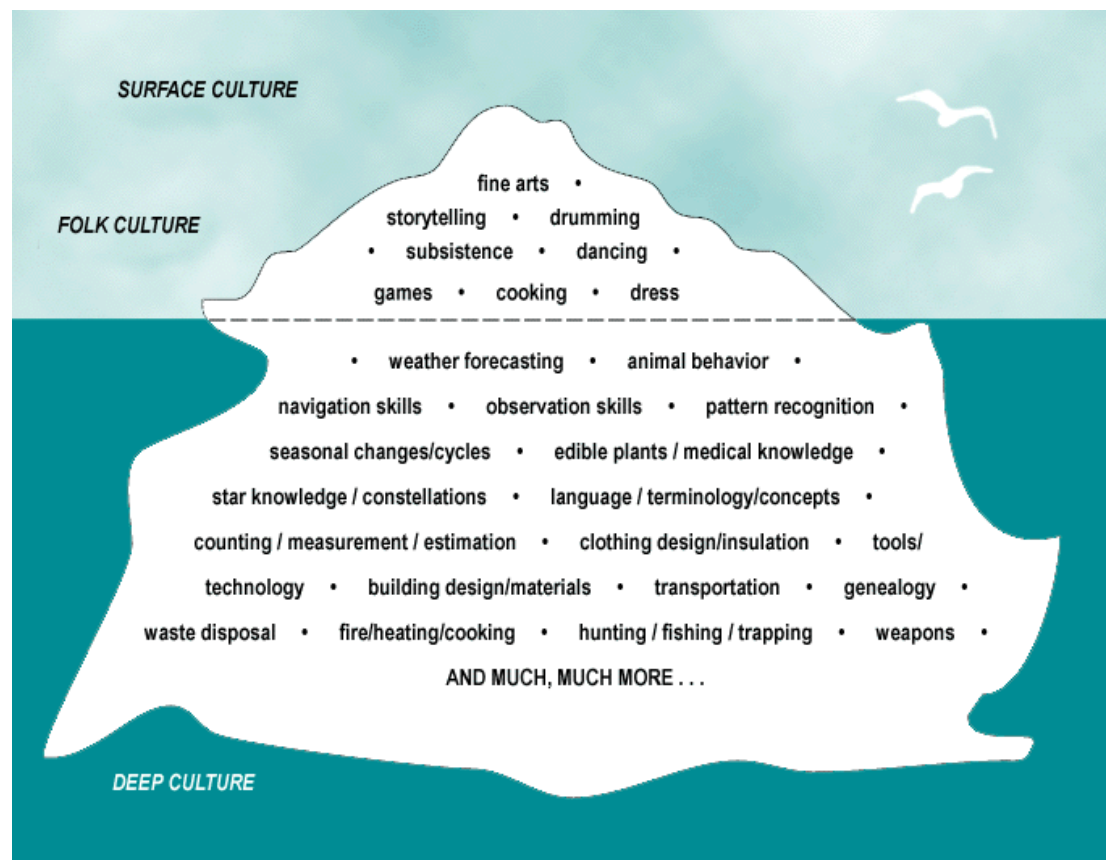 SURFACE CULTURE
fine arts •
FOLK CULTURE
storytelling • drumming
• subsistence • dancing •
games • cooking • dress
• weather forecasting • animal behavior •
navigation skills • observation skills • pattern recognition •
seasonal changes/cycles • edible plants / medical knowledge •
star knowledge / constellations • language / terminology/concepts •
counting / measurement / estimation • clothing design/insulation • tools/
technology • building design/materials • transportation • genealogy •
waste disposal • fire/heating/cooking • hunting / fishing / trapping • weapons •
AND MUCH, MUCH MORE . . .
DEEP CULTURE